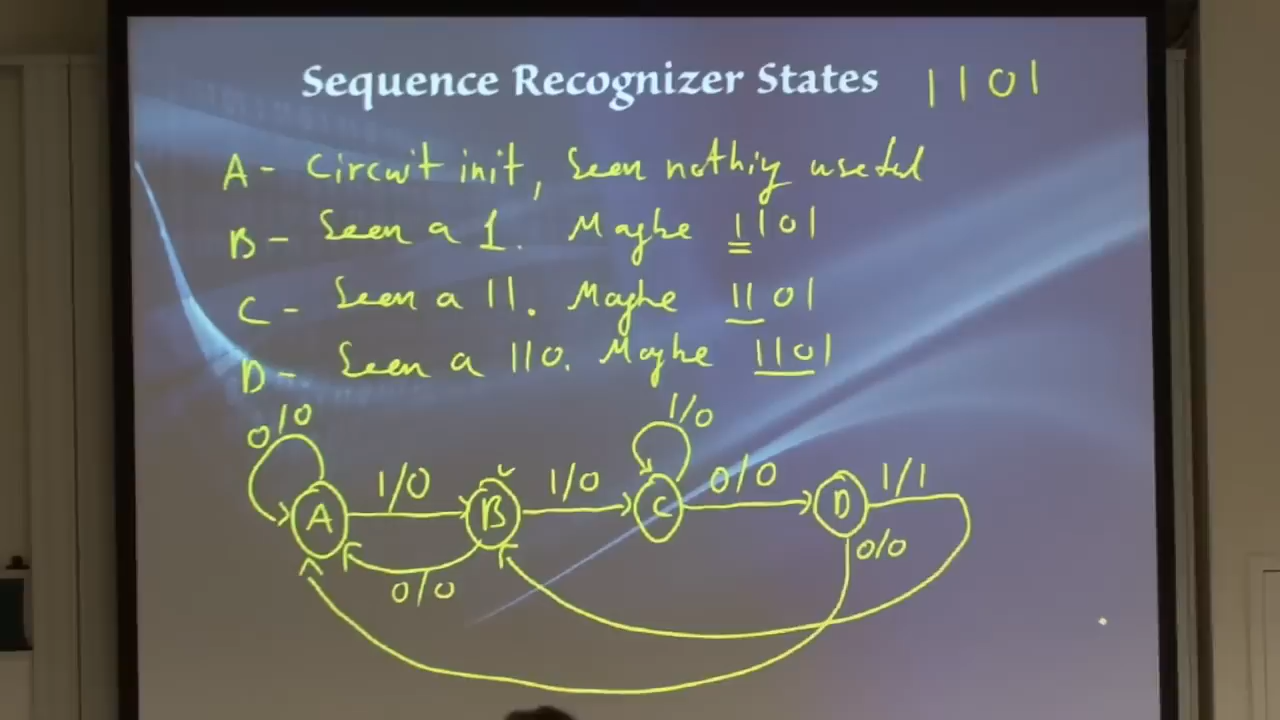 Sequence Recognizer States 1101
A - Circuit init, Seen nothing useful
B - Seen a 1. Maybe 1101
C - Seen a 11. Maybe 1101
D - Seen a 110. Maybe 1101
0/0
1/0
1/0
1/0
0/0
1/1
A
B
C
D
0/0
0/0